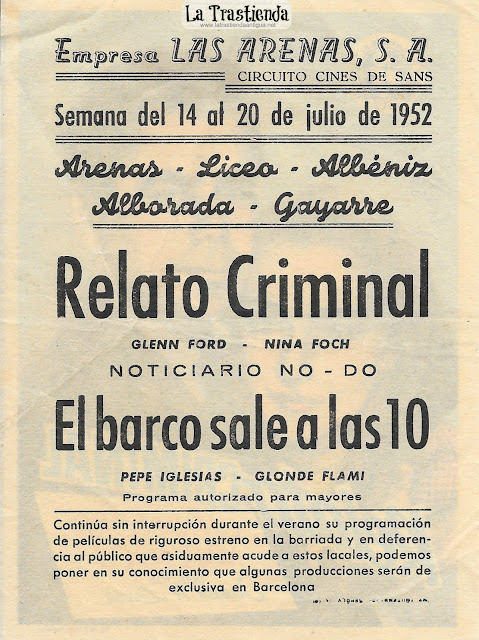 La Trastienda
www.latrastiendaantigua.net
Empresa LAS ARENAS, S. A.
CIRCUITO CINES DE SANS
Semana del 14 al 20 de julio de 1952
Arenas - Liceo - Albéniz
Alborada - Gayarre
Relato Criminal
GLENN FORD - NINA FOCH
NOTICIARIO NO - DO
El barco sale a las 10
PEPE IGLESIAS - GLONDE FLAMI
Programa autorizado para mayores
Continúa sin interrupción durante el verano su programación
de películas de riguroso estreno en la barriada y en deferen-
cia al público que asiduamente acude a estos locales, podemos
poner en su conocimiento que algunas producciones serán de
exclusiva en Barcelona